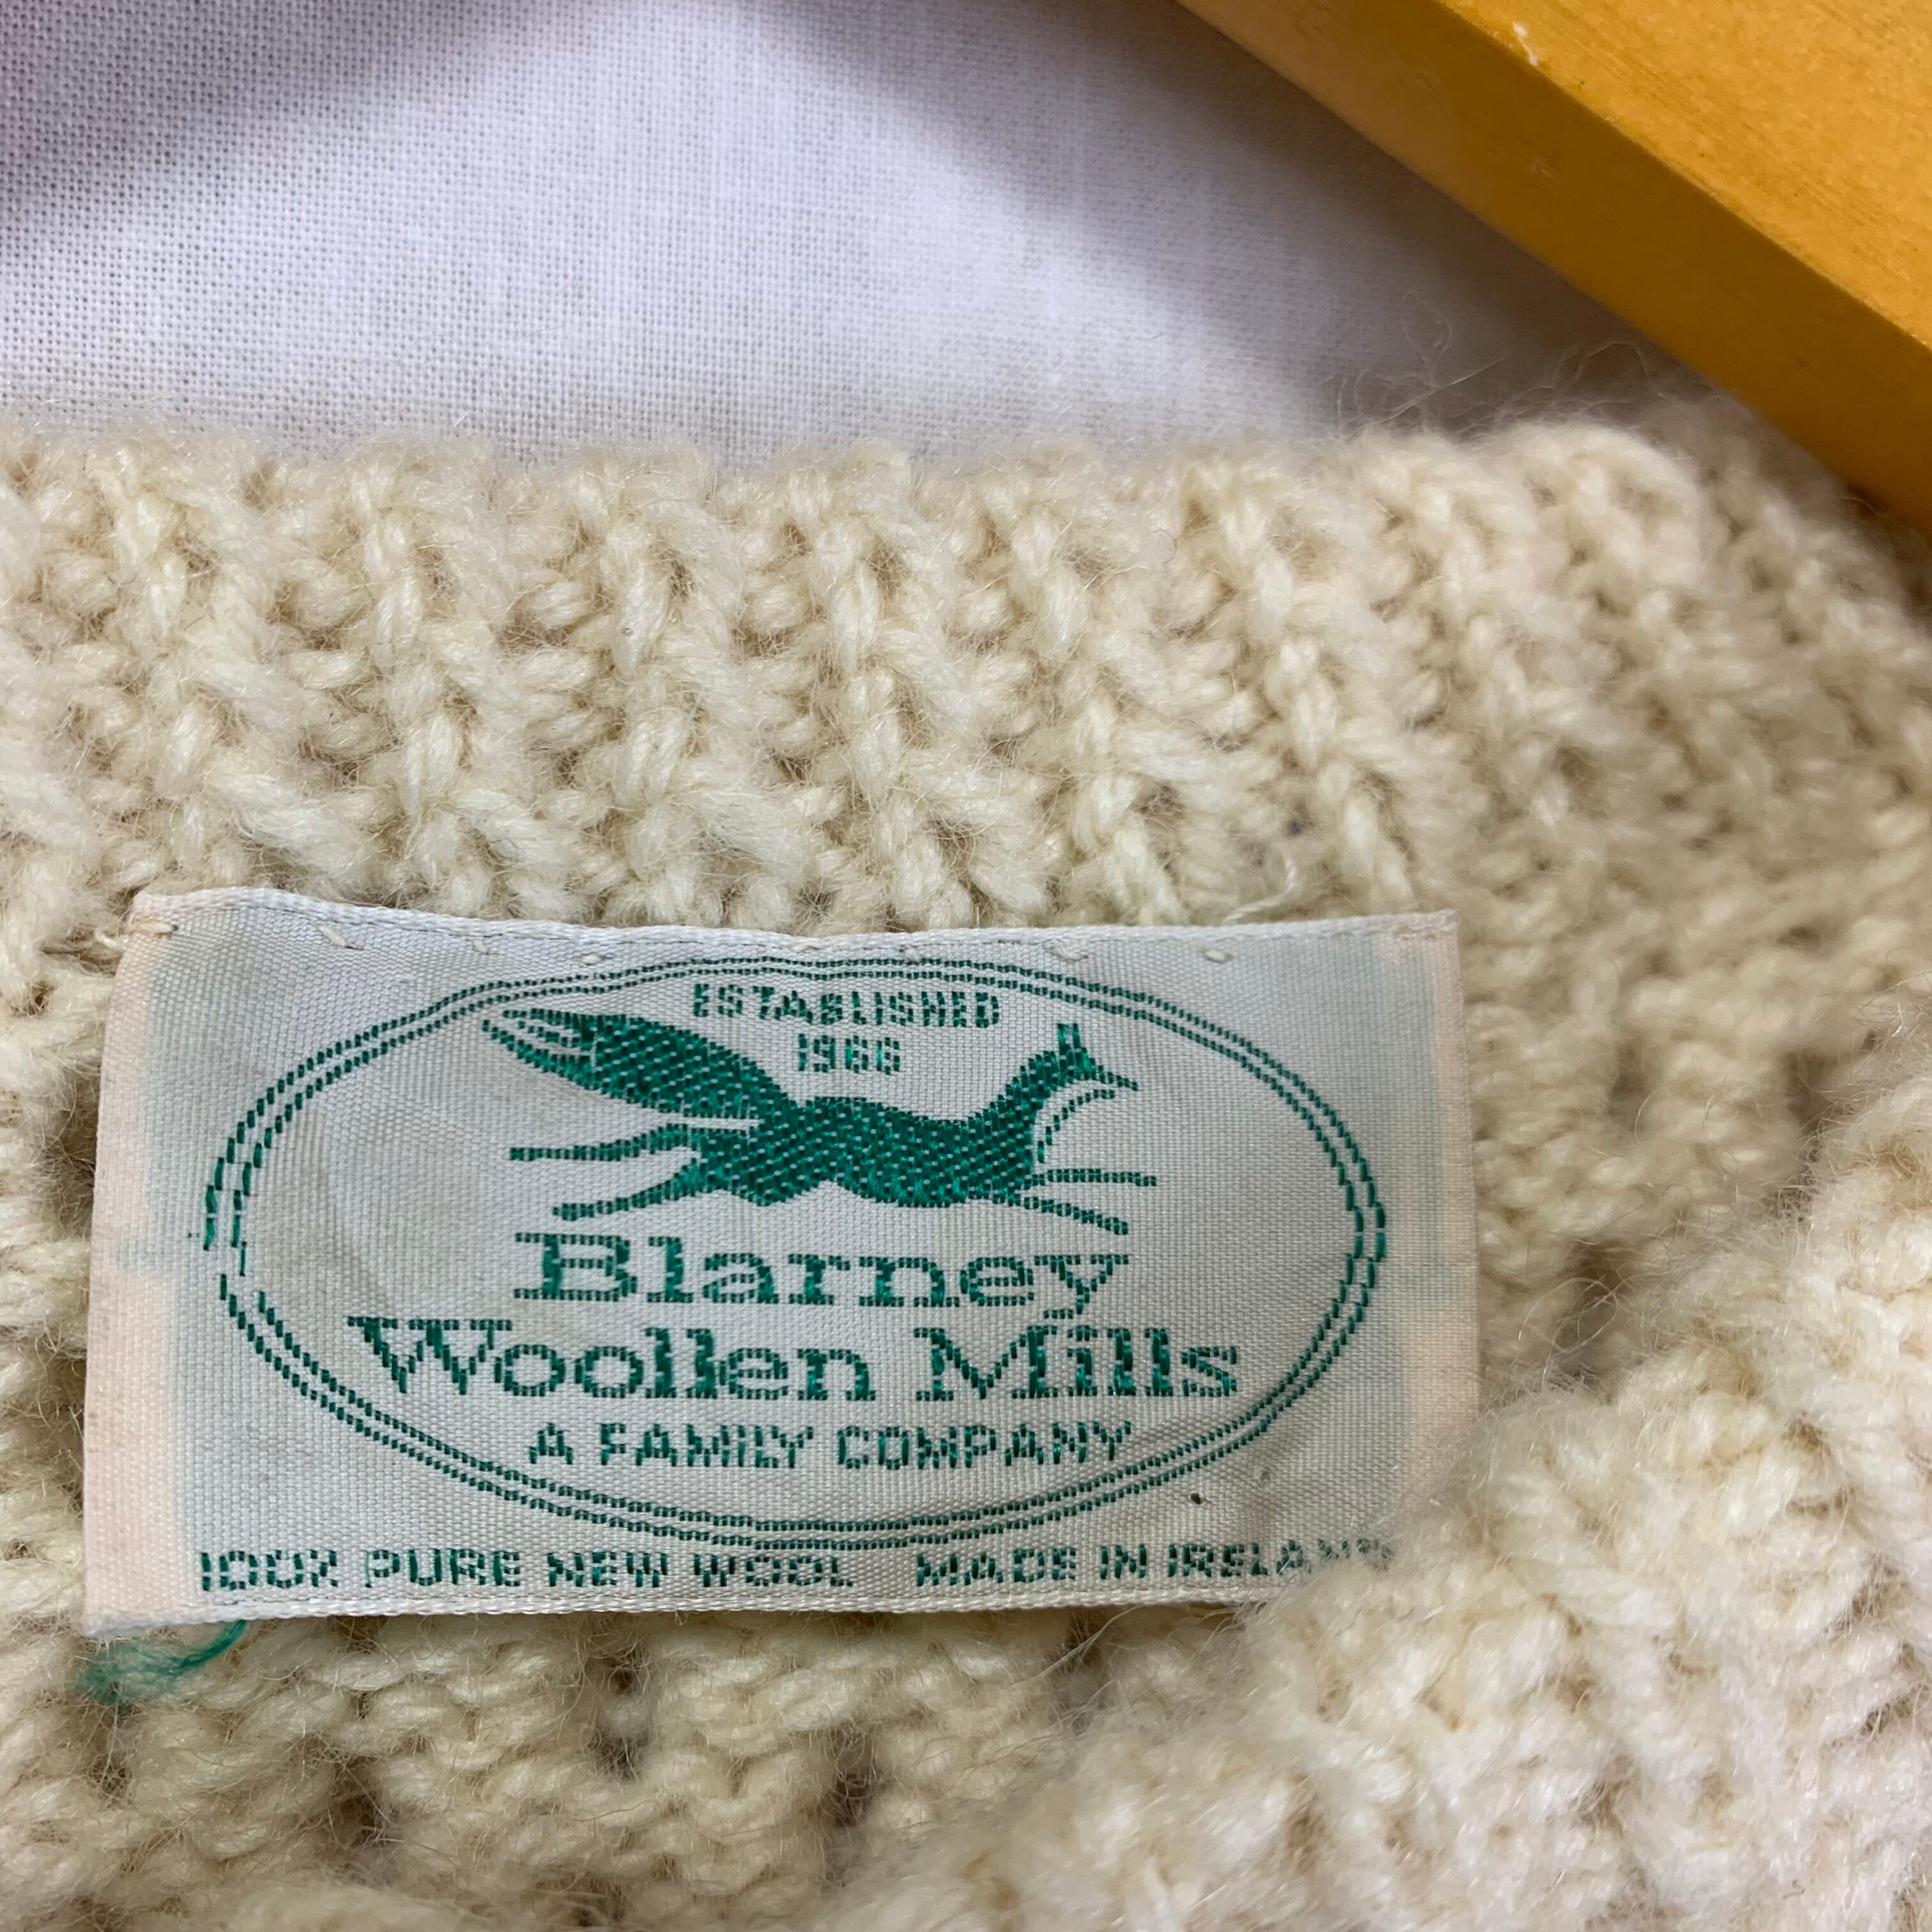 ESTABLISHED
1966
Blarney
Woollen Mills
A FAMILY COMPANY
100% PURE NEW WOOL MADE IN IRELAND